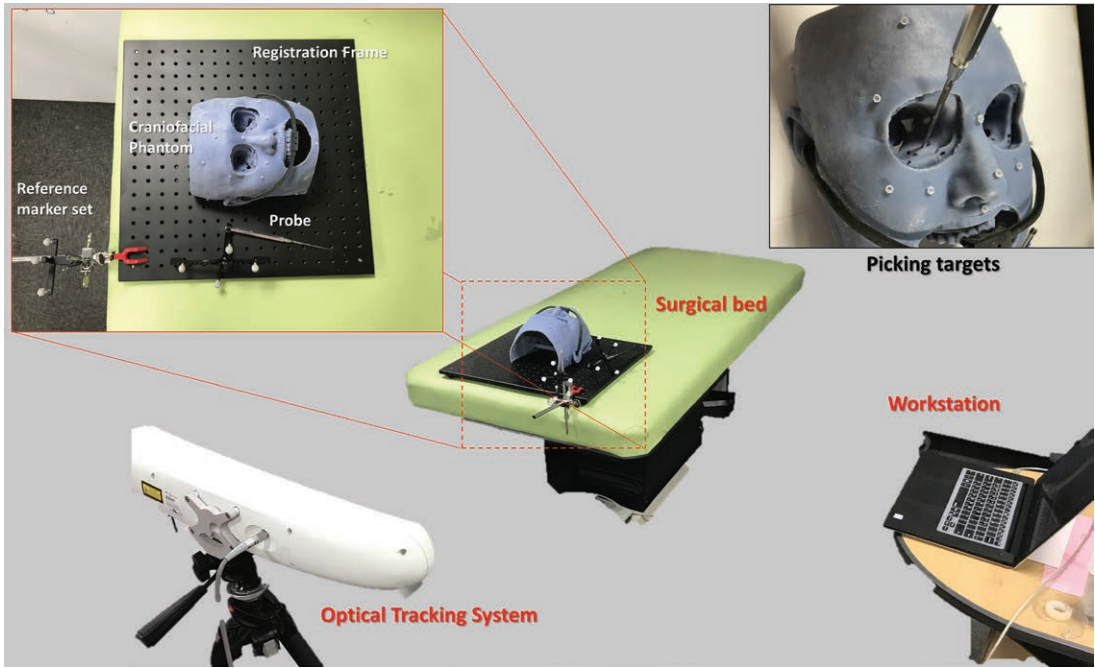 Registration Frame
Craniofacial
Phantom
Reference
marker set
Probe
Picking targets
Surgical bed
Workstation
Optical Tracking System